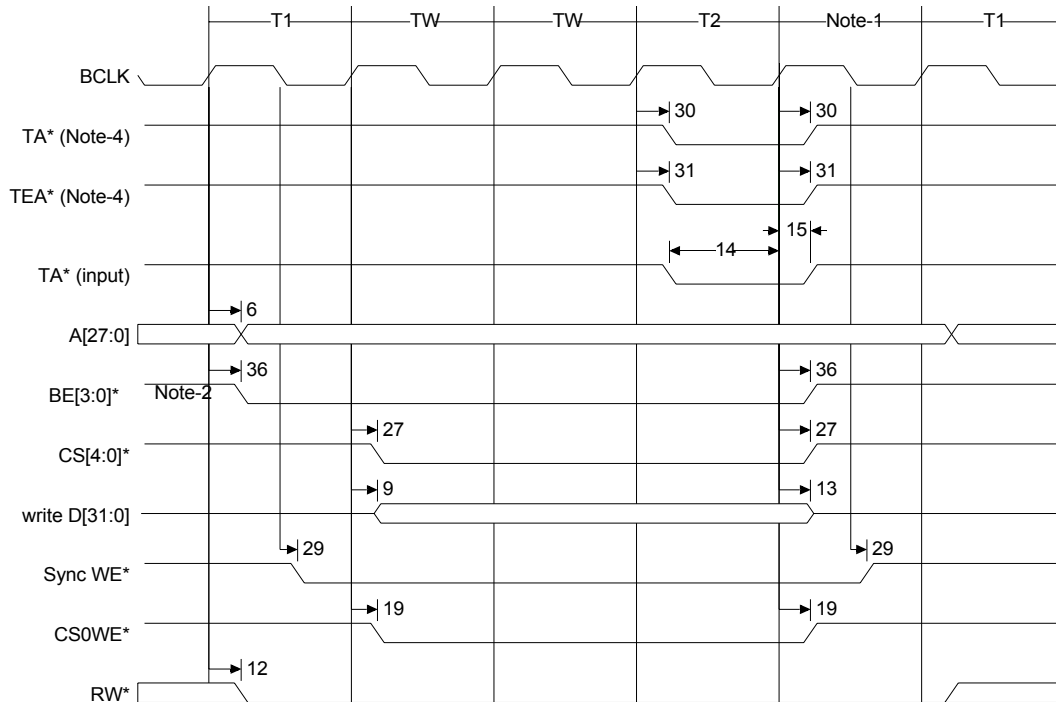 T1 TW TW T2 Note-1 T1
BCLK
30 30
TA* (Note-4)
31 31
TEA* (Note-4)
15
14
TA* (input)
6
A[27:0]
36 36
BE[3:0]* Note-2
27 27
CS[4:0]*
9 13
write D[31:0]
29 29
Sync WE*
19 19
CS0WE*
12
RW*